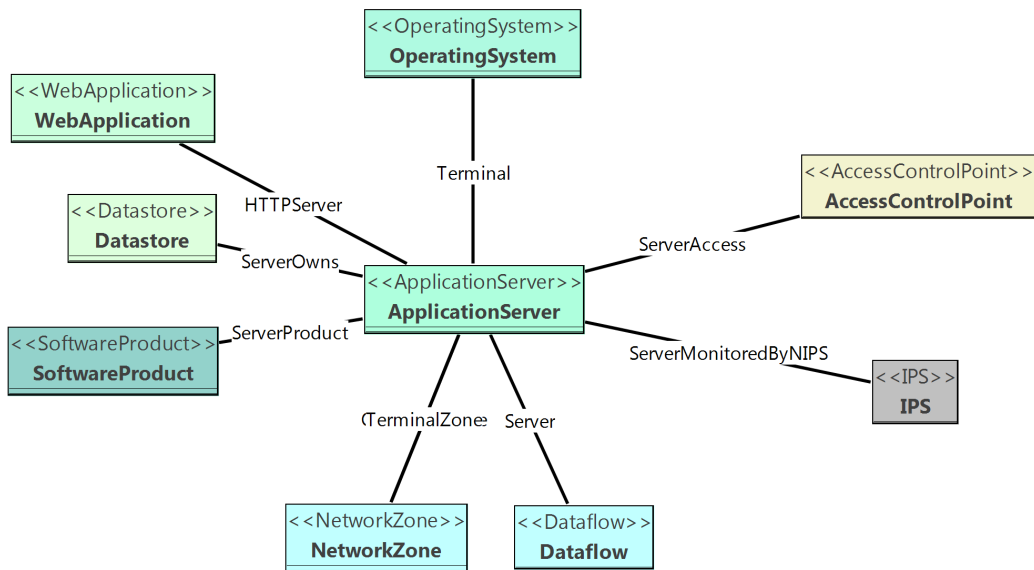 <<OperatingSystem>>
OperatingSystem
<<WebApplication>>
WebApplication
Terminal
<<AccessControlPoint>>
AccessControlPoint
HTTPServer
<<Datastore>>
Datastore
ServerAccess
ServerOwns
<<ApplicationServer>>
ApplicationServer
ServerProduct
<<SoftwareProduct>>
SoftwareProduct
ServerMonitoredByNIPS
<<IPS>>
IPS
TerminalZone
Server
<<NetworkZone>>
NetworkZone
<<Dataflow>>
Dataflow